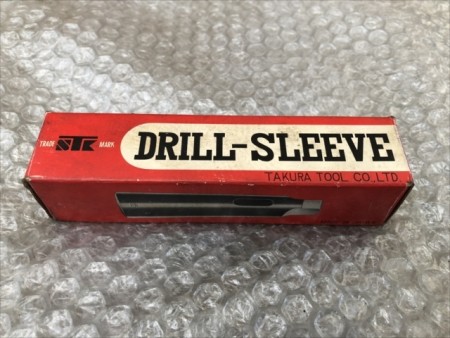 TRADE STK MARK
DRILL-SLEEVE
TAKURA TOOL CO.,LTD.